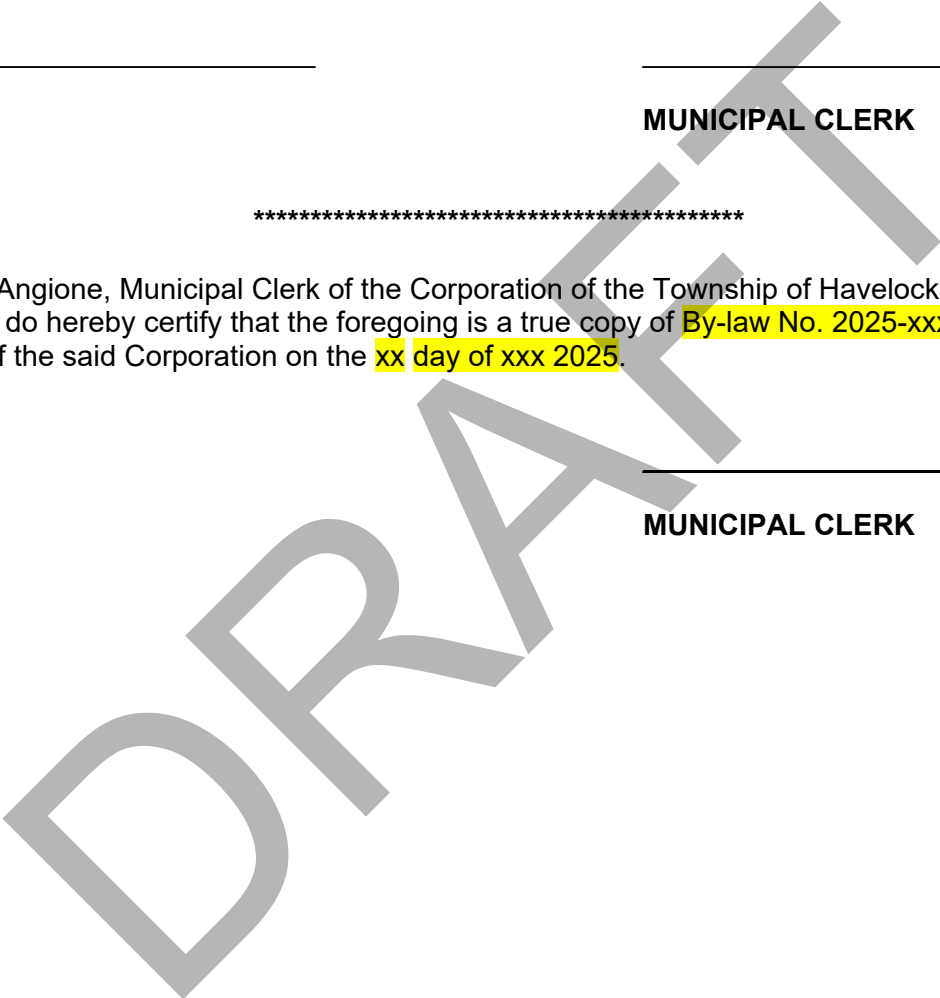 MUNICIPAL CLERK
*******************************************
Angione, Municipal Clerk of the Corporation of the Township of Havelock
do hereby certify that the foregoing is a true copy of By-law No. 2025-xxx
f the said Corporation on the xx day of xxx 2025.
MUNICIPAL CLERK
DRAFT